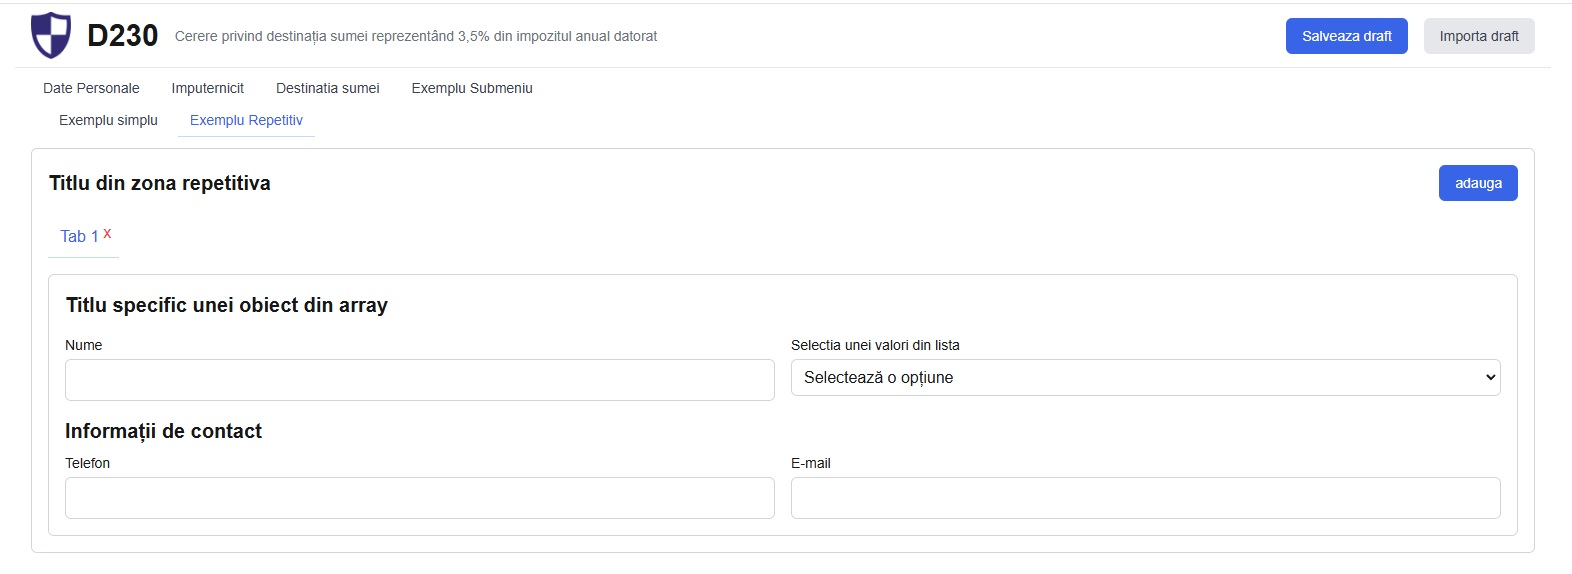 D230 Cerere privind destinația sumei reprezentând 3,5% din impozitul anual datorat Salveaza draft Importa draft
Date Personale Imputernicit Destinatia sumei Exemplu Submeniu
Exemplu simplu Exemplu Repetitiv
Titlu din zona repetitiva adauga
Tab 1 X
Titlu specific unei obiect din array
Nume Selectia unei valori din lista
Selectează o opțiune
Informații de contact
Telefon E-mail